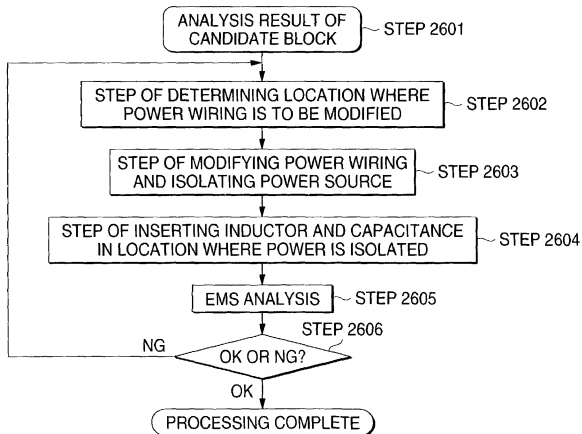 ANALYSIS RESULT OF
CANDIDATE BLOCK
STEP 2601
STEP OF DETERMINING LOCATION WHERE
POWER WIRING IS TO BE MODIFIED
STEP 2602
STEP OF MODIFYING POWER WIRING
AND ISOLATING POWER SOURCE
STEP 2603
STEP OF INSERTING INDUCTOR AND CAPACITANCE
IN LOCATION WHERE POWER IS ISOLATED
STEP 2604
EMS ANALYSIS
STEP 2605
STEP 2606
NG
OK OR NG?
OK
PROCESSING COMPLETE